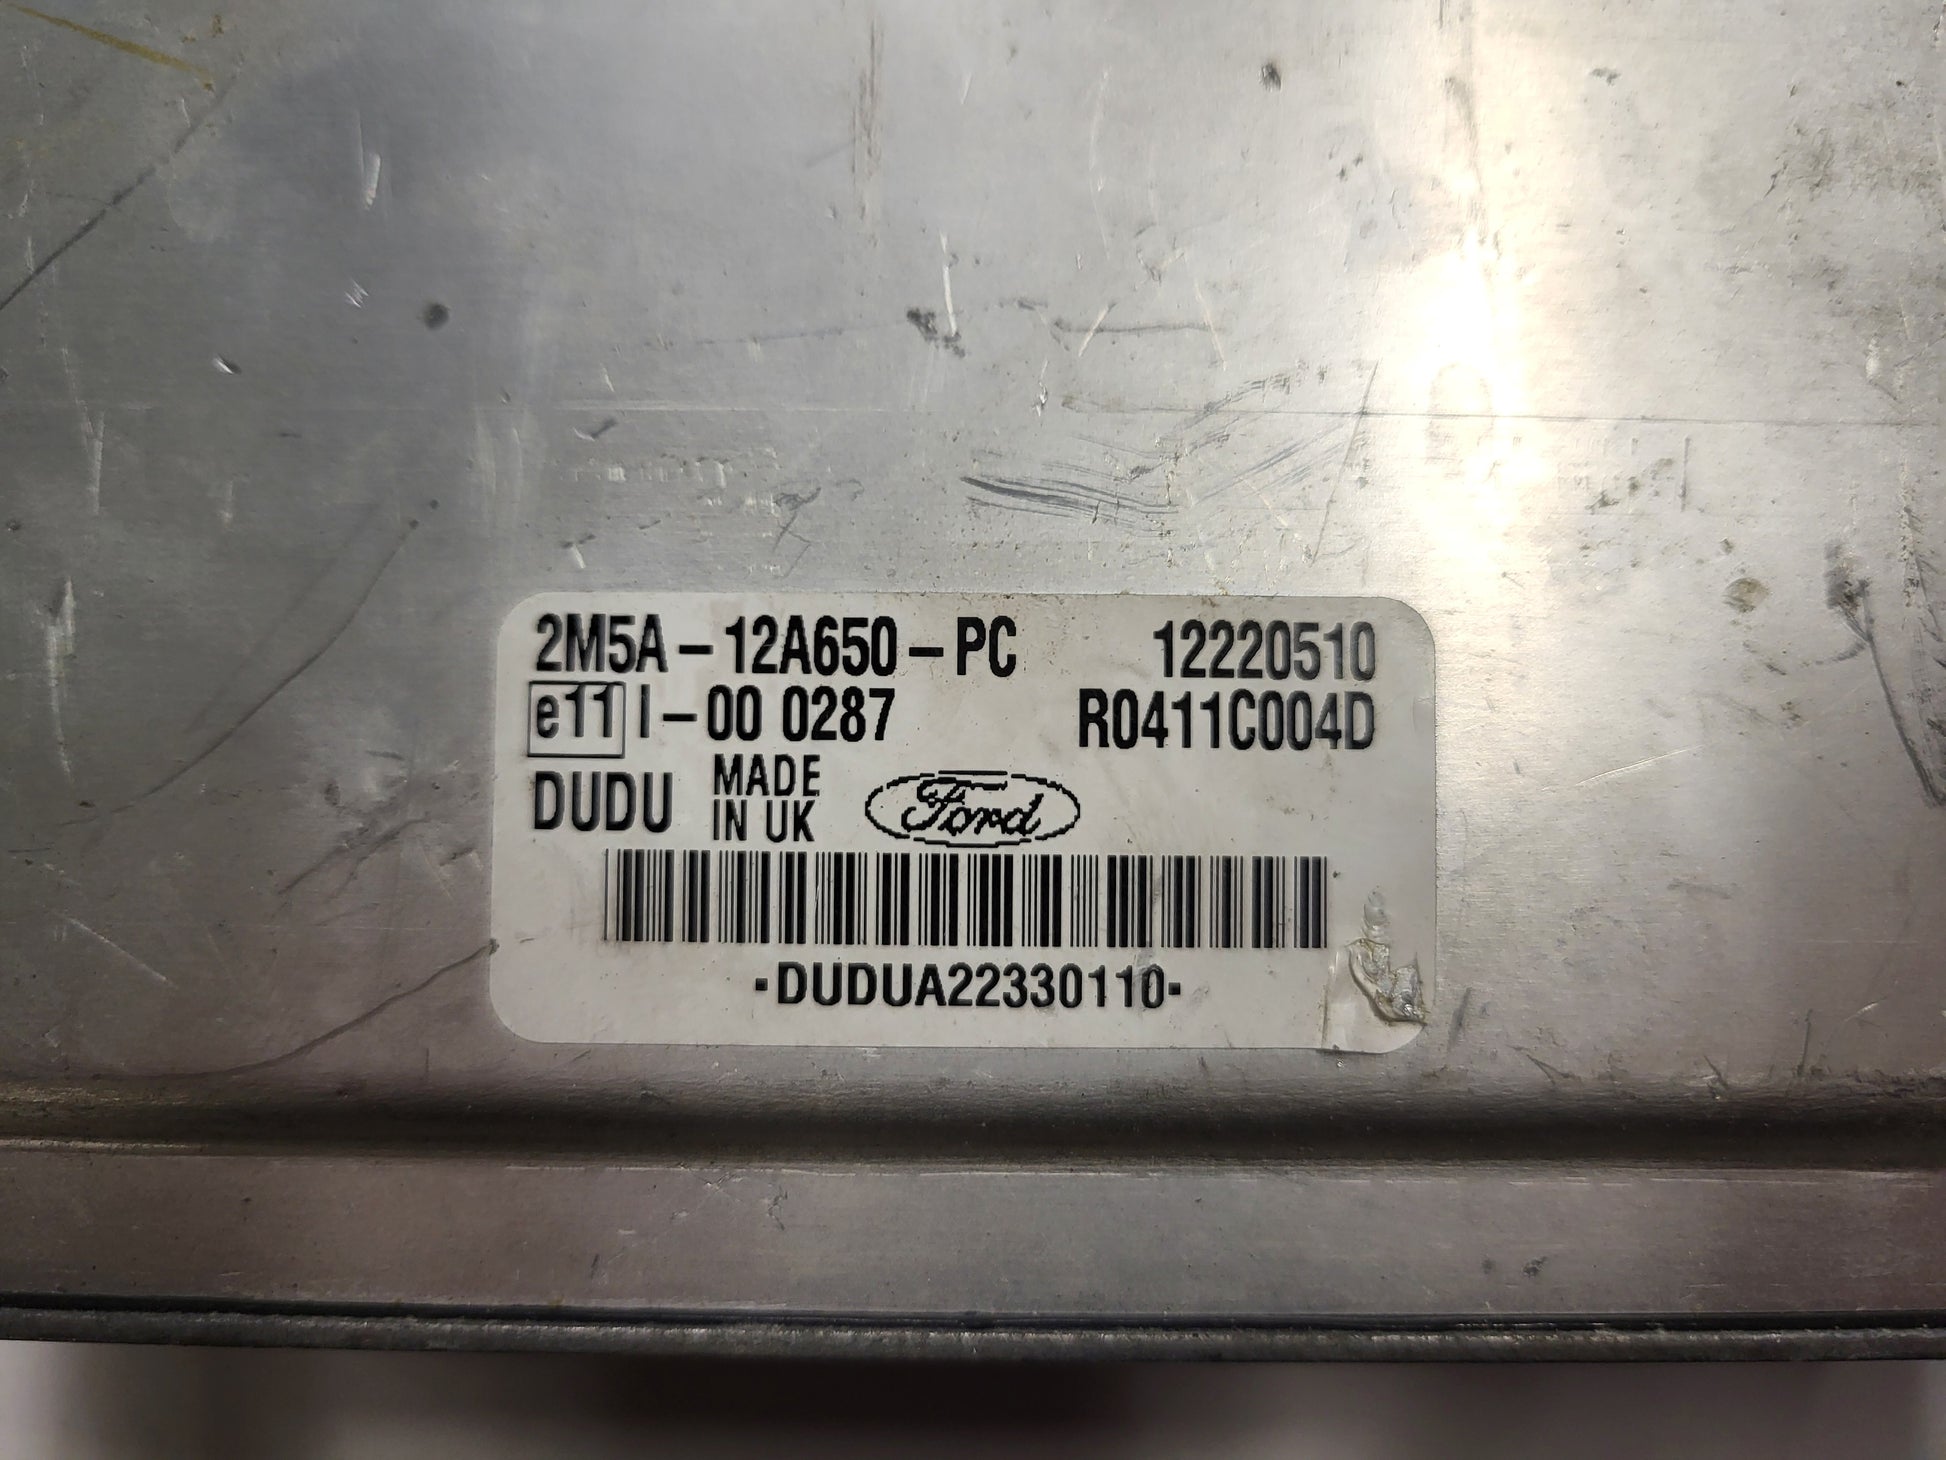 2M5A-12A650-PC 12220510
e11 I-00 0287 R0411C004D
DUDU MADE IN UK Ford
-DUDUA22330110-